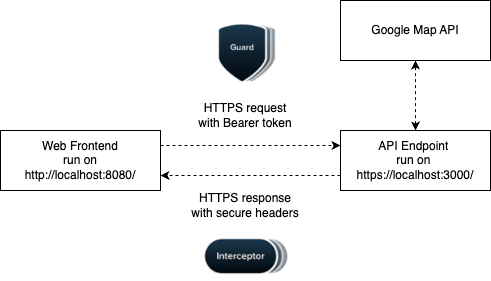 Guard
Google Map API
HTTPS request
with Bearer token
Web Frontend
run on
http://localhost:8080/
API Endpoint
run on
https://localhost:3000/
HTTPS response
with secure headers
Interceptor